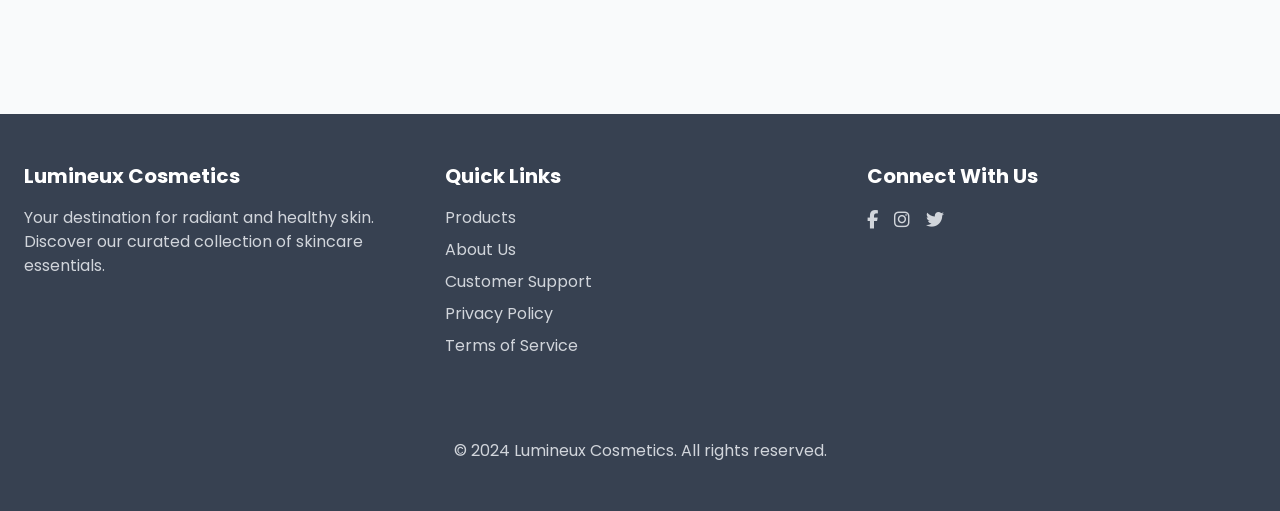 Lumineux Cosmetics
Your destination for radiant and healthy skin.
Discover our curated collection of skincare
essentials.
Quick Links
Products
About Us
Customer Support
Privacy Policy
Terms of Service
Connect With Us
© 2024 Lumineux Cosmetics. All rights reserved.